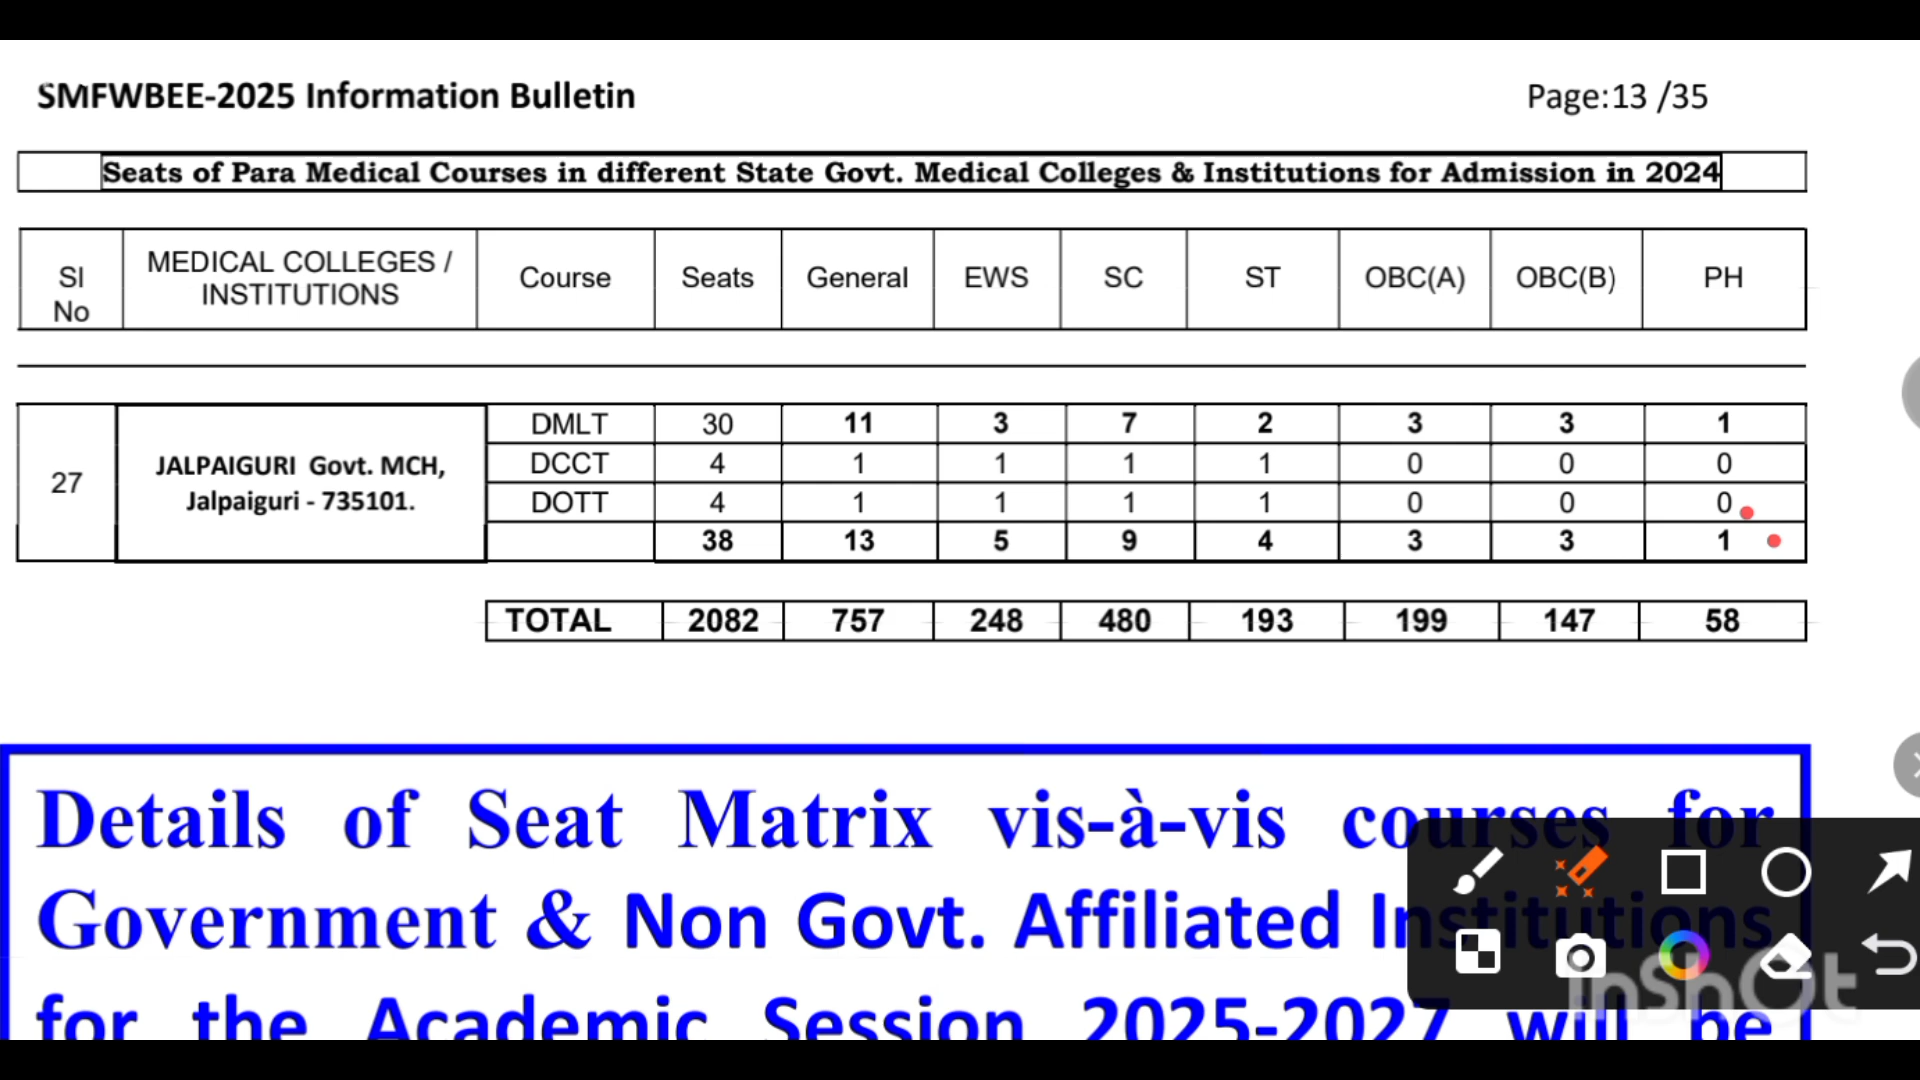 SMFWBEE-2025 Information Bulletin Page:13 /35
Seats of Para Medical Courses in different State Govt. Medical Colleges & Institutions for Admission in 2024
Sl No MEDICAL COLLEGES / INSTITUTIONS Course Seats General EWS SC ST OBC(A) OBC(B) PH
27 JALPAIGURI Govt. MCH, Jalpaiguri - 735101.
DMLT 30 11 3 7 2 3 3 1
DCCT 4 1 1 1 1 0 0 0
DOTT 4 1 1 1 1 0 0 0
38 13 5 9 4 3 3 1
TOTAL 2082 757 248 480 193 199 147 58
Details of Seat Matrix vis-à-vis courses for
Government & Non Govt. Affiliated Institutions
for the Academic Session 2025-2027 will be
InShOt